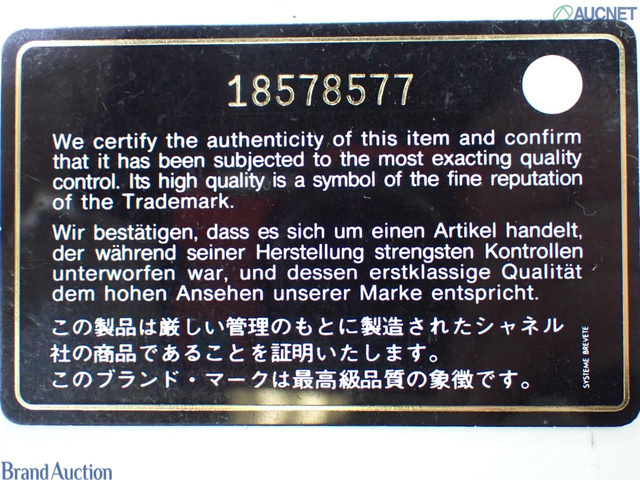 AUCNET
18578577
We certify the authenticity of this item and confirm
that it has been subjected to the most exacting quality
control. Its high quality is a symbol of the fine reputation
of the Trademark.
Wir bestätigen, dass es sich um einen Artikel handelt,
der während seiner Herstellung strengsten Kontrollen
unterworfen war, und dessen erstklassige Qualität
dem hohen Ansehen unserer Marke entspricht.
この製品は厳しい管理のもとに製造されたシャネル
社の商品であることを証明いたします。
このブランド・マークは最高級品質の象徴です。
SYSTEME BREVETE
Brand Auction